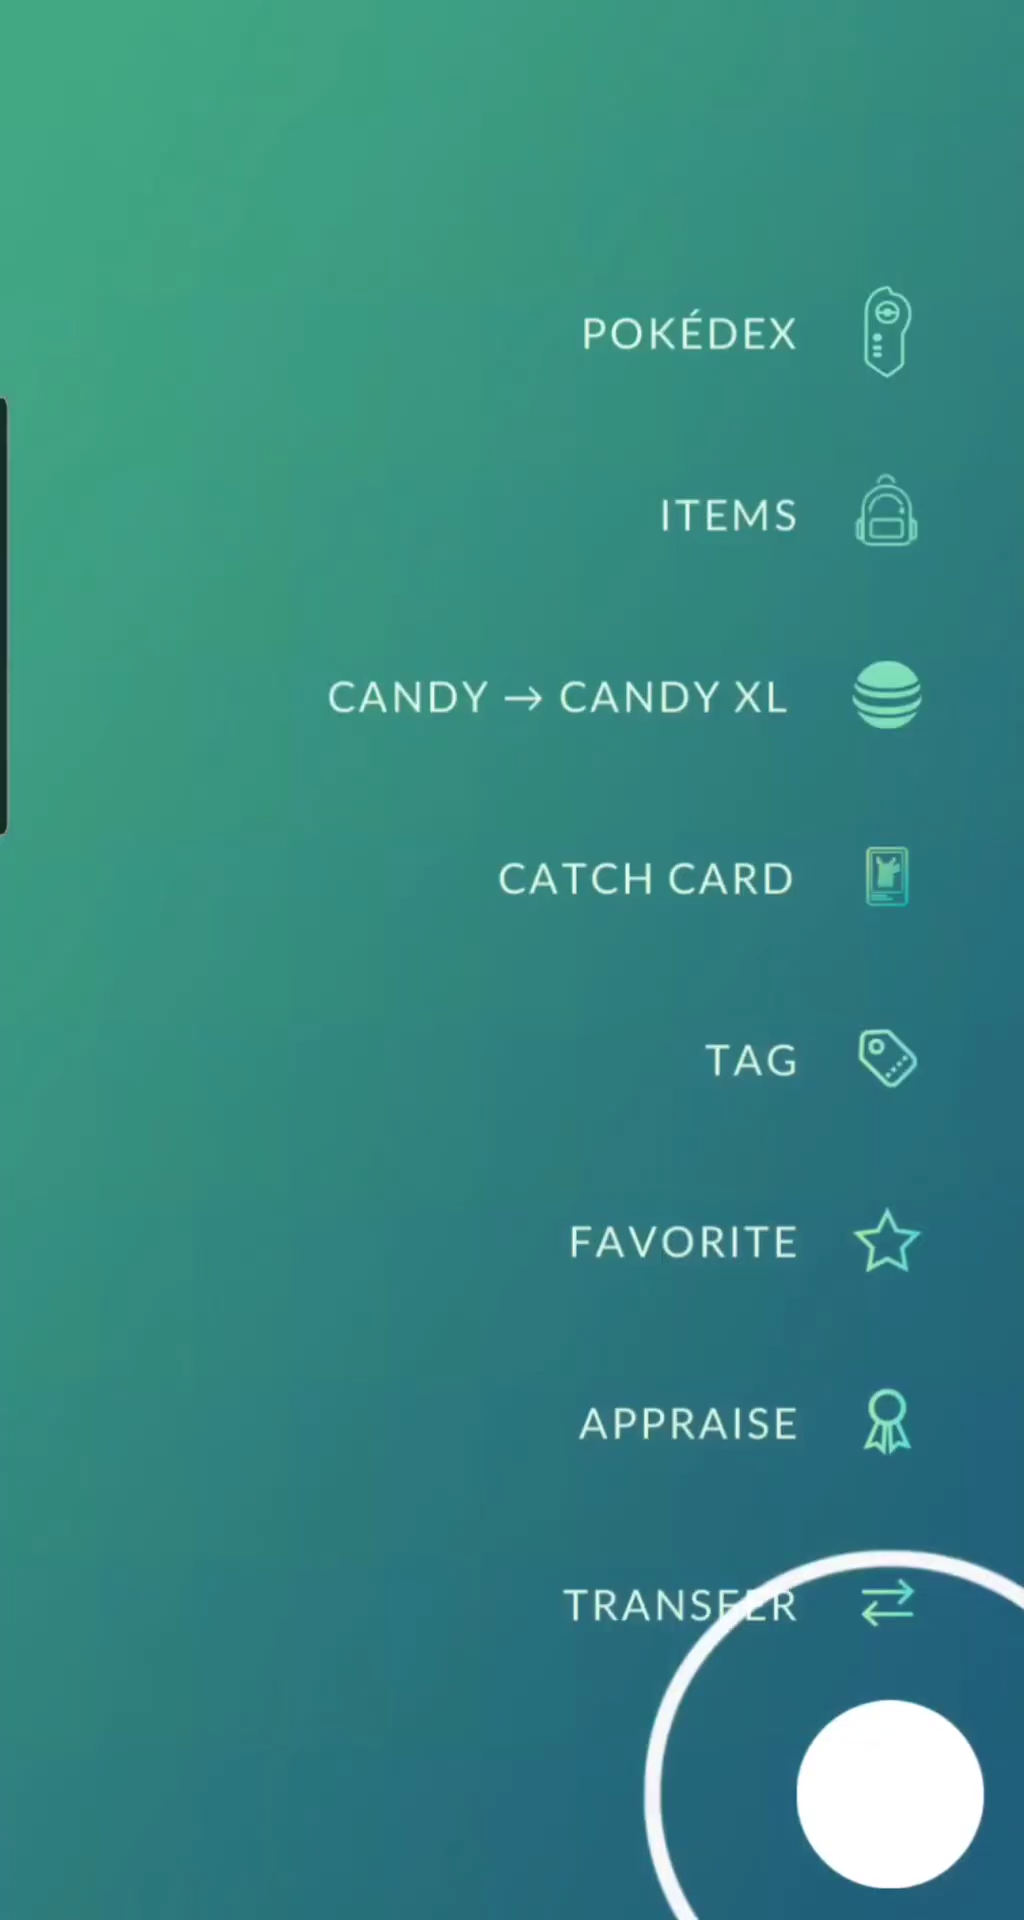 POKÉDEX
ITEMS
CANDY → CANDY XL
CATCH CARD
TAG
FAVORITE
APPRAISE
TRANSFER